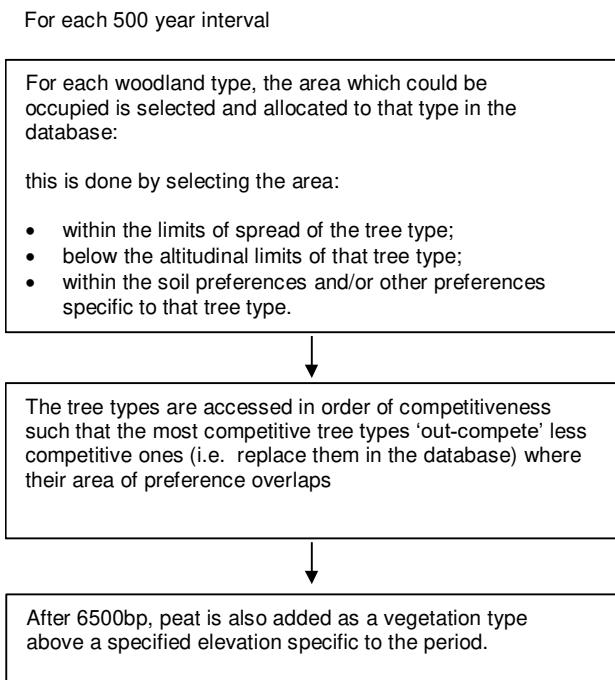 For each 500 year interval
For each woodland type, the area which could be
occupied is selected and allocated to that type in the
database:
this is done by selecting the area:
• within the limits of spread of the tree type;
• below the altitudinal limits of that tree type;
• within the soil preferences and/or other preferences
specific to that tree type.
The tree types are accessed in order of competitiveness
such that the most competitive tree types ‘out-compete’ less
competitive ones (i.e. replace them in the database) where
their area of preference overlaps
After 6500bp, peat is also added as a vegetation type
above a specified elevation specific to the period.